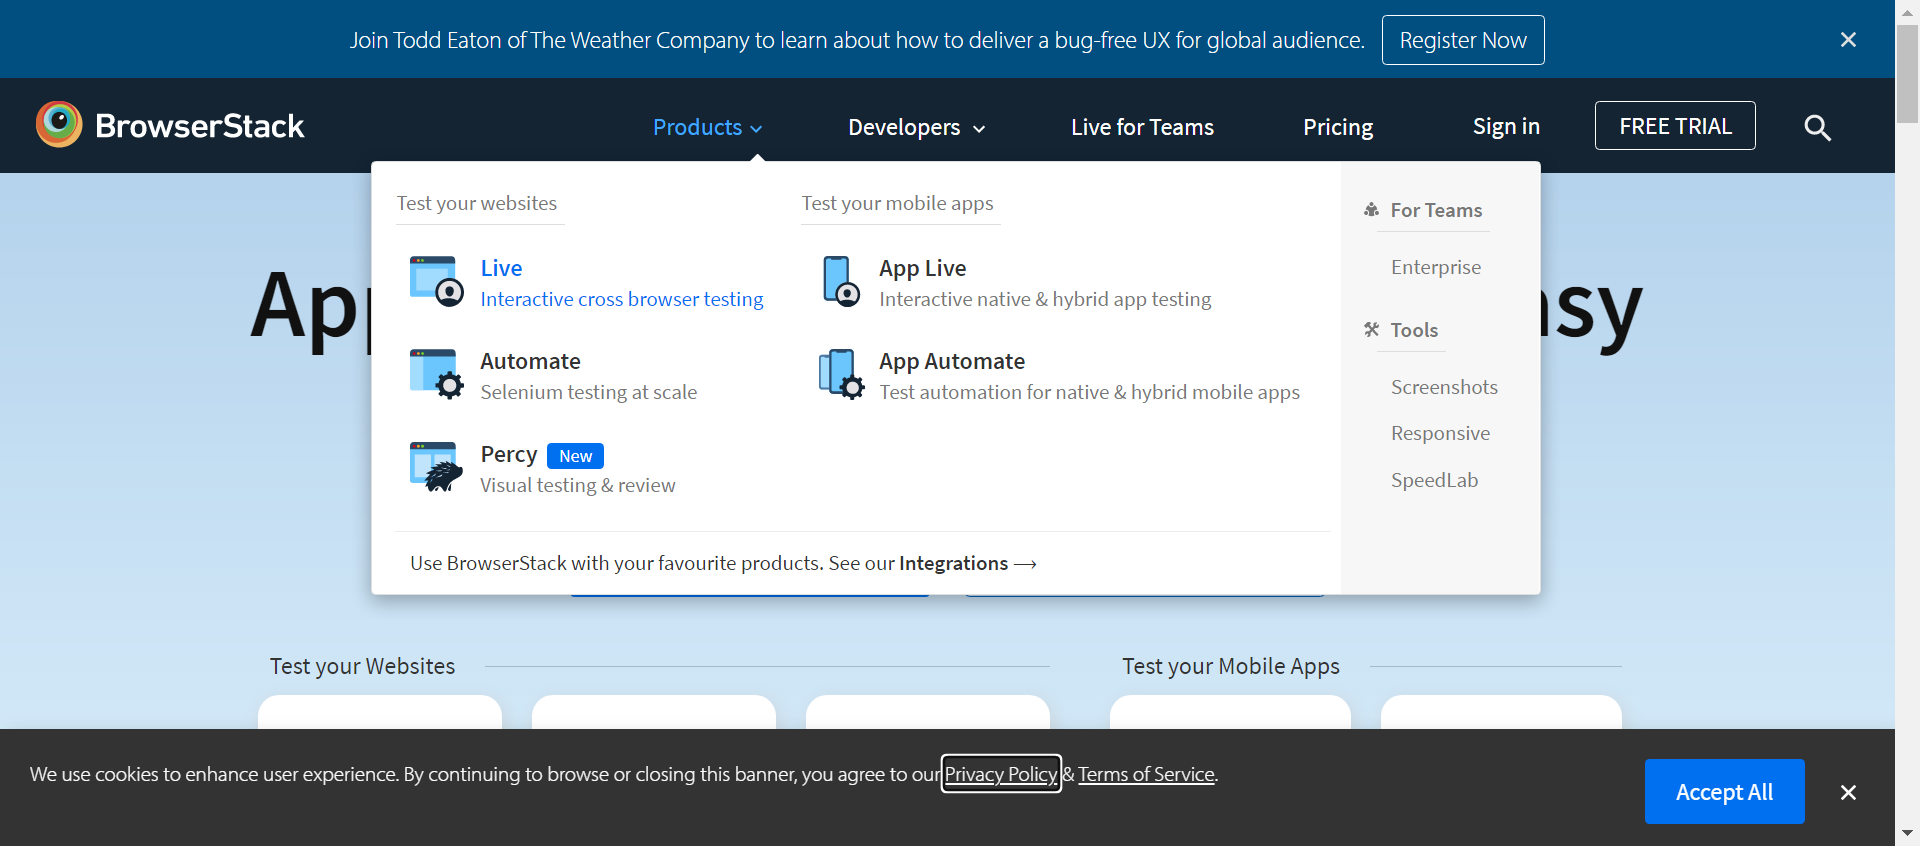 Join Todd Eaton of The Weather Company to learn about how to deliver a bug-free UX for global audience. Register Now
BrowserStack
Products Developers Live for Teams Pricing Sign in FREE TRIAL
Test your websites
Live
Interactive cross browser testing
Automate
Selenium testing at scale
Percy New
Visual testing & review
Test your mobile apps
App Live
Interactive native & hybrid app testing
App Automate
Test automation for native & hybrid mobile apps
For Teams
Enterprise
Tools
Screenshots
Responsive
SpeedLab
Use BrowserStack with your favourite products. See our Integrations →
Test your Websites
Test your Mobile Apps
We use cookies to enhance user experience. By continuing to browse or closing this banner, you agree to our Privacy Policy & Terms of Service.
Accept All